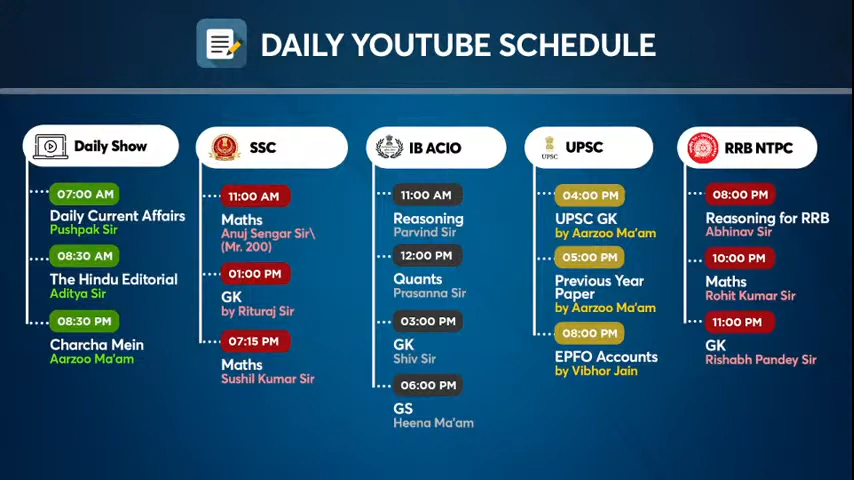 DAILY YOUTUBE SCHEDULE
Daily Show
07:00 AM
Daily Current Affairs
Pushpak Sir
08:30 AM
The Hindu Editorial
Aditya Sir
08:30 PM
Charcha Mein
Aarzoo Ma'am
SSC
11:00 AM
Maths
Anuj Sengar Sir\
(Mr. 200)
01:00 PM
GK
by Rituraj Sir
07:15 PM
Maths
Sushil Kumar Sir
IB ACIO
11:00 AM
Reasoning
Parvind Sir
12:00 PM
Quants
Prasanna Sir
03:00 PM
GK
Shiv Sir
06:00 PM
GS
Heena Ma'am
UPSC
UPSC
04:00 PM
UPSC GK
by Aarzoo Ma'am
05:00 PM
Previous Year
Paper
by Aarzoo Ma'am
08:00 PM
EPFO Accounts
by Vibhor Jain
RRB NTPC
08:00 PM
Reasoning for RRB
Abhinav Sir
10:00 PM
Maths
Rohit Kumar Sir
11:00 PM
GK
Rishabh Pandey Sir